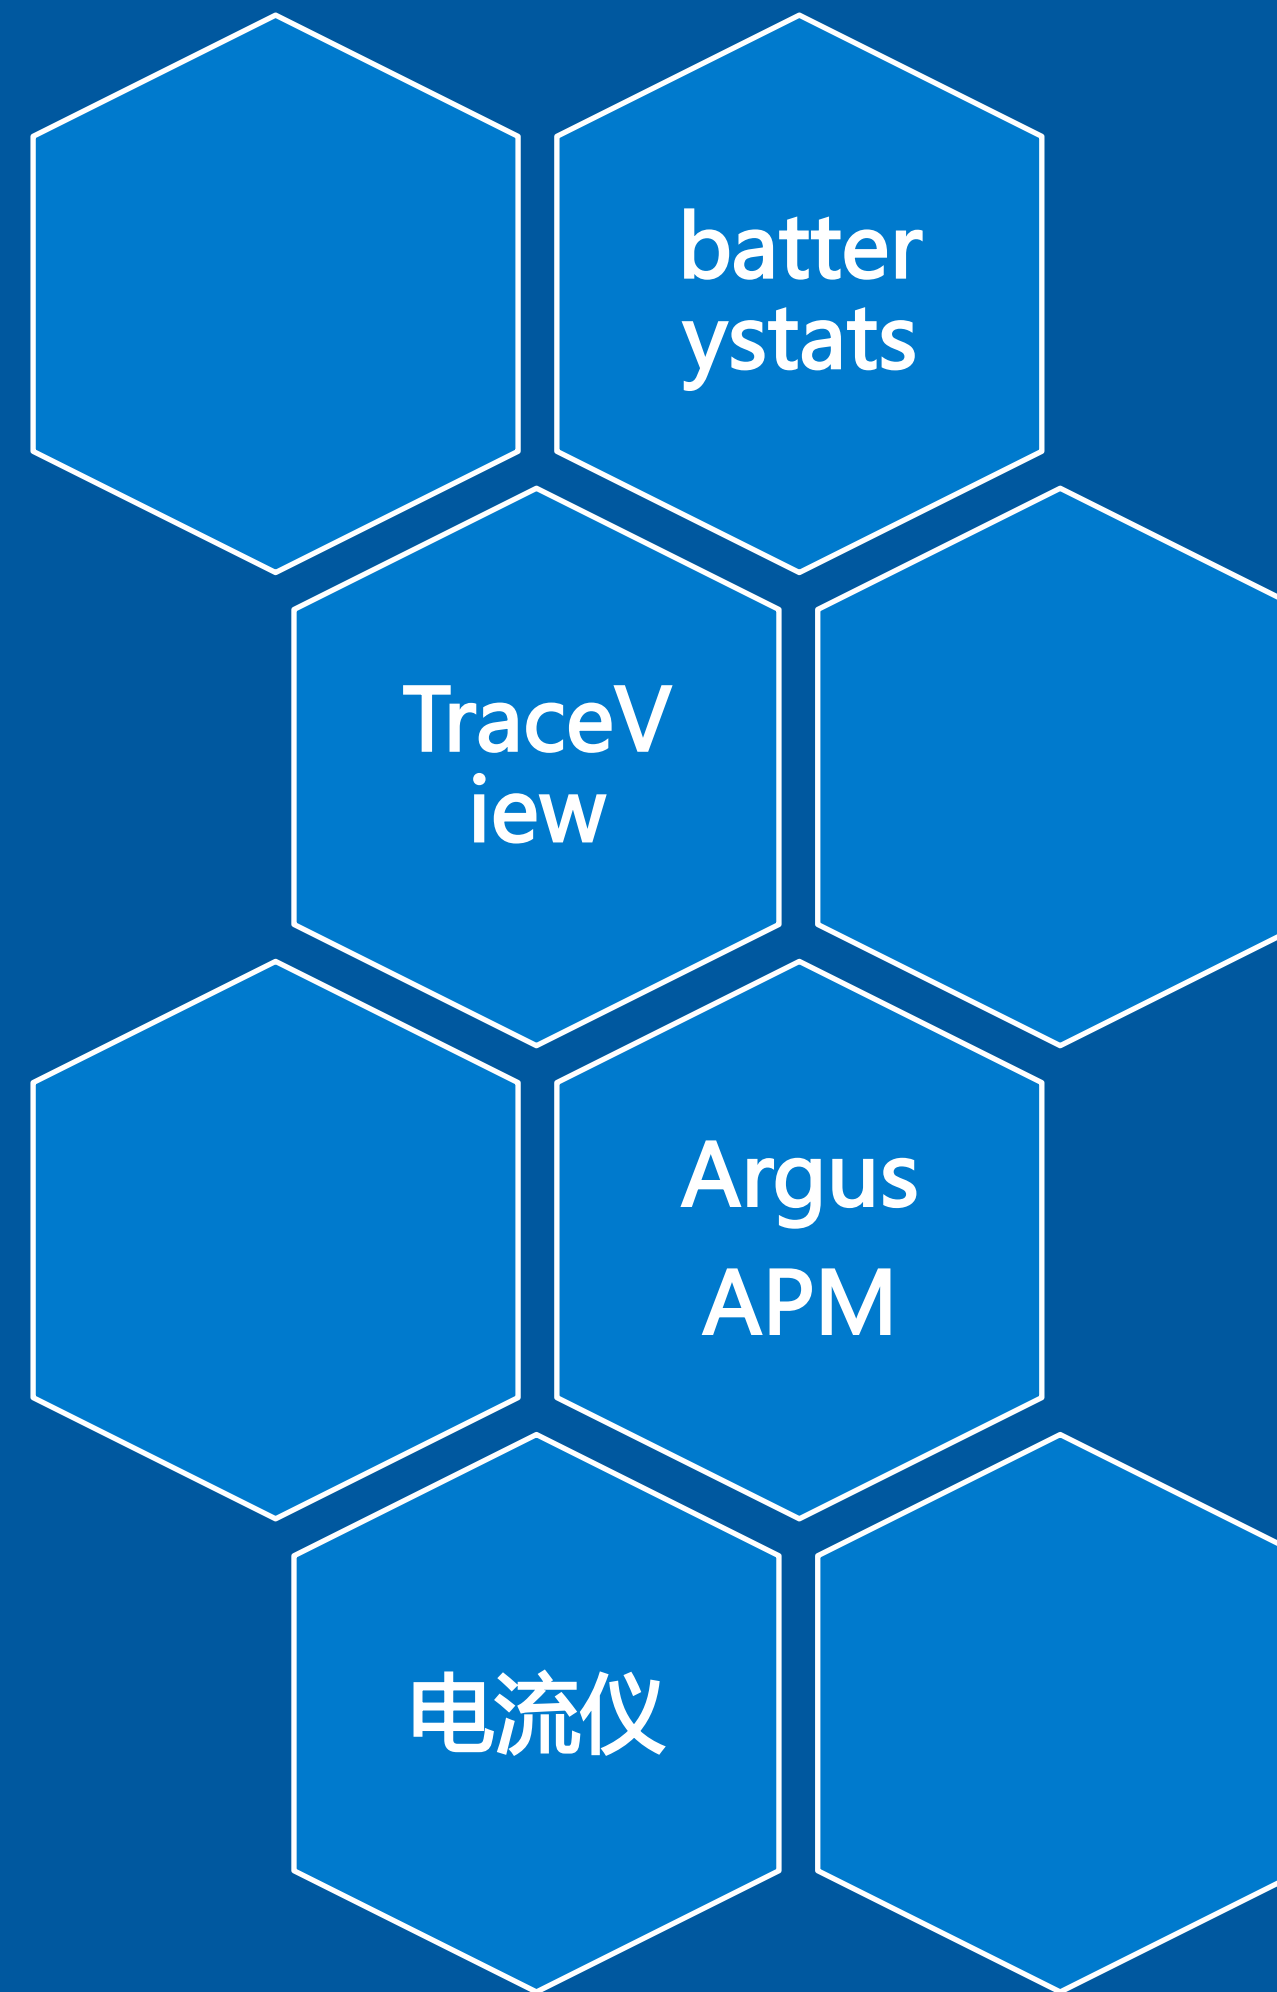 batter
ystats
TraceV
iew
Argus
APM
电流仪